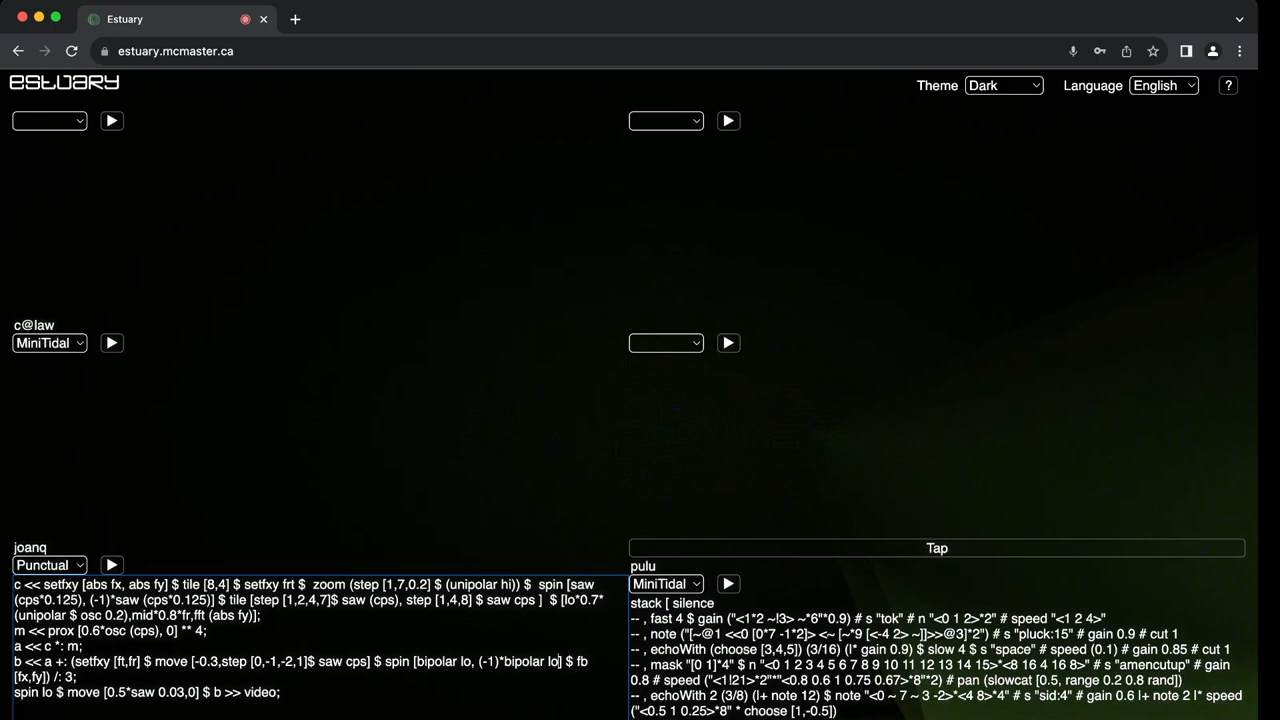 Estuary
estuary.mcmaster.ca
ESTUARY
Theme Dark Language English ?
c@law
MiniTidal
joanq
Punctual
c << setfxy [abs fx, abs fy] $ tile [8,4] $ setfxy frt $ zoom (step [1,7,0.2] $ (unipolar hi)) $ spin [saw
(cps*0.125), (-1)*saw (cps*0.125)] $ tile [step [1,2,4,7]$ saw (cps), step [1,4,8] $ saw cps ] $ [lo*0.7*
(unipolar $ osc 0.2),mid*0.8*fr,fft (abs fy)];
m << prox [0.6*osc (cps), 0] ** 4;
a << c *: m;
b << a +: (setfxy [ft,fr] $ move [-0.3,step [0,-1,-2,1]$ saw cps] $ spin [bipolar lo, (-1)*bipolar lo] $ fb
[fx,fy]) /: 3;
spin lo $ move [0.5*saw 0.03,0] $ b >> video;
Tap
pulu
MiniTidal
stack [ silence
-- , fast 4 $ gain ("<1*2 ~!3> ~*6"*0.9) # s "tok" # n "<0 1 2>*2" # speed "<1 2 4>"
-- , note ("[~@1 <<0 [0*7 -1*2]> <~ [~*9 [<-4 2> ~]]>>@3]*2") # s "pluck:15" # gain 0.9 # cut 1
-- , echoWith (choose [3,4,5]) (3/16) (|* gain 0.9) $ slow 4 $ s "space" # speed (0.1) # gain 0.85 # cut 1
-- , mask "[0 1]*4" $ n "<0 1 2 3 4 5 6 7 8 9 10 11 12 13 14 15>*<8 16 4 16 8>" # s "amencutup" # gain
0.8 # speed ("<1!21>*2"*"<0.8 0.6 1 0.75 0.67>*8"*2) # pan (slowcat [0.5, range 0.2 0.8 rand])
-- , echoWith 2 (3/8) (|+ note 12) $ note "<0 ~ 7 ~ 3 -2>*<4 8>*4" # s "sid:4" # gain 0.6 |+ note 2 |* speed
("<0.5 1 0.25>*8" * choose [1,-0.5])